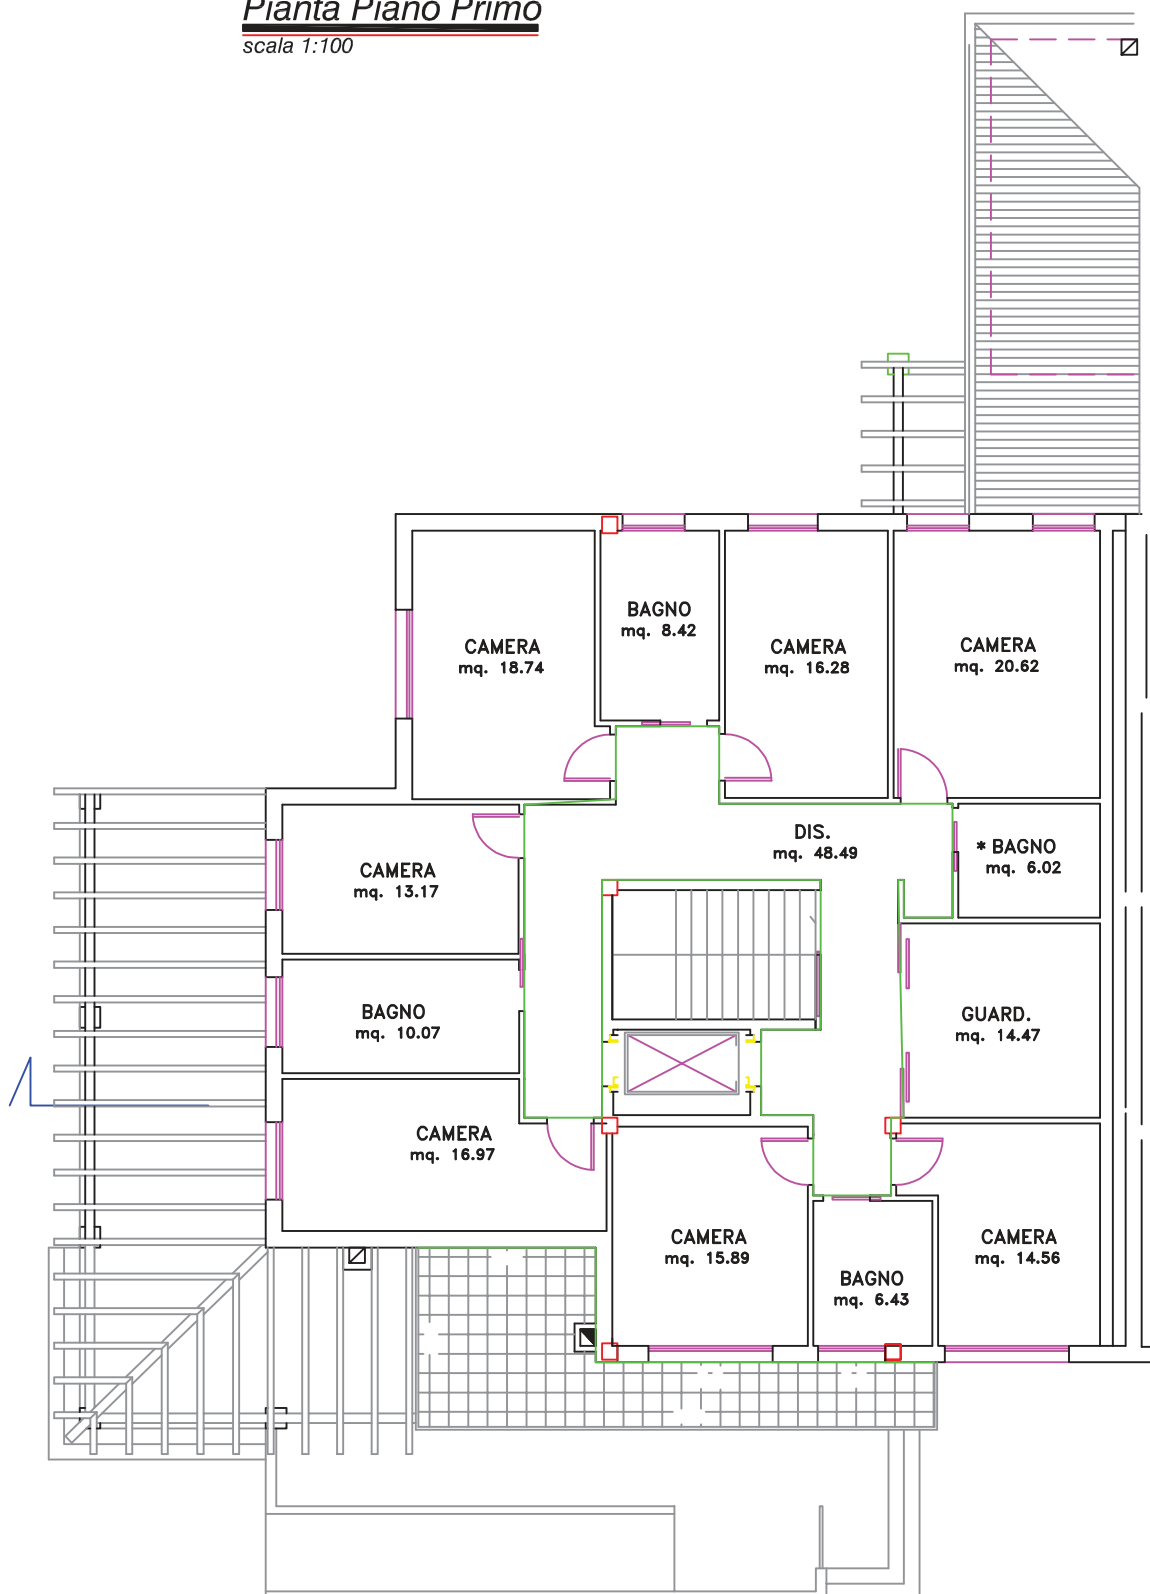 Pianta Piano Primo
scala 1:100
BAGNO
mq. 8.42
CAMERA
mq. 18.74
CAMERA
mq. 16.28
CAMERA
mq. 20.62
DIS.
mq. 48.49
* BAGNO
mq. 6.02
CAMERA
mq. 13.17
BAGNO
mq. 10.07
GUARD.
mq. 14.47
CAMERA
mq. 16.97
CAMERA
mq. 15.89
BAGNO
mq. 6.43
CAMERA
mq. 14.56